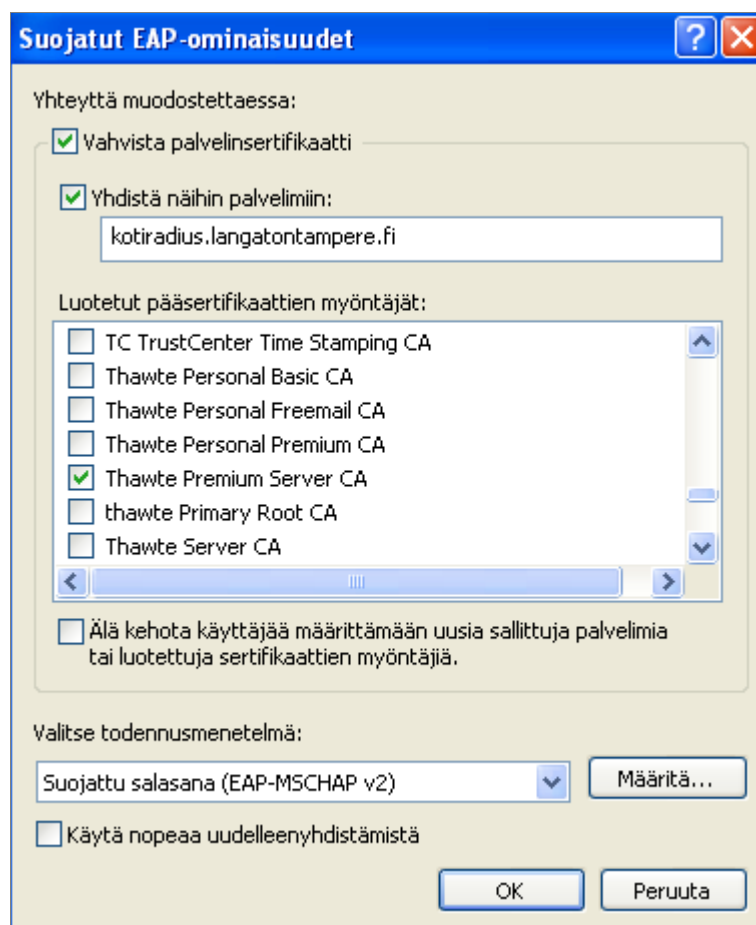 Suojatut EAP-ominaisuudet
Yhteyttä muodostettaessa:
Vahvista palvelinsertifikaatti
Yhdistä näihin palvelimiin:
kotiradius.langatontampere.fi
Luotetut pääsertifikaattien myöntäjät:
TC TrustCenter Time Stamping CA
Thawte Personal Basic CA
Thawte Personal Freemail CA
Thawte Personal Premium CA
Thawte Premium Server CA
thawte Primary Root CA
Thawte Server CA
Älä kehota käyttäjää määrittämään uusia sallittuja palvelimia
tai luotettuja sertifikaattien myöntäjiä.
Valitse todennusmenetelmä:
Suojattu salasana (EAP-MSCHAP v2)
Määritä...
Käytä nopeaa uudelleenyhdistämistä
OK
Peruuta